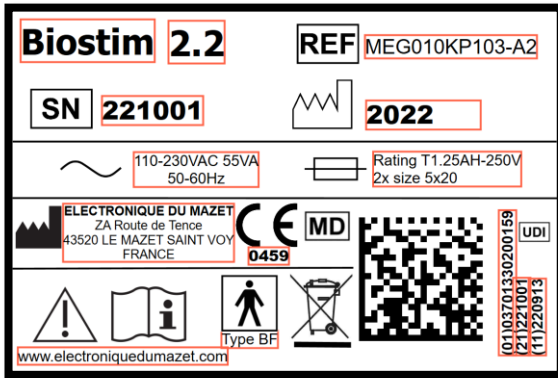 Biostim 2.2
REF MEG010KP103-A2
SN 221001
2022
110-230VAC 55VA
50-60Hz
Rating T1.25AH-250V
2x size 5x20
ELECTRONIQUE DU MAZET
ZA Route de Tence
43520 LE MAZET SAINT VOY
FRANCE
CE
0459
MD
UDI
(01)03701330200159
(21)221001
(11)220913
Type BF
www.electroniquedumazet.com